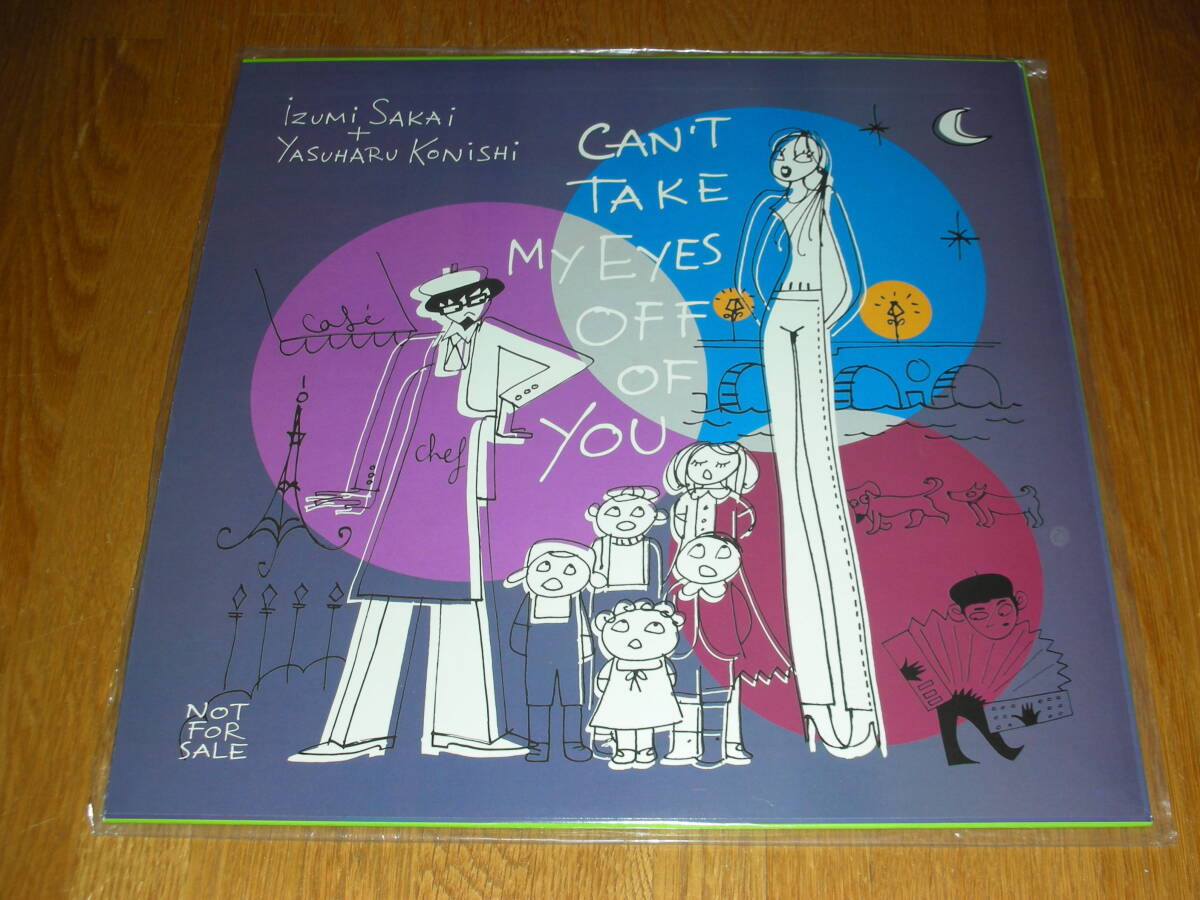 IZUMI SAKAI
+
YASUHARU KONISHI
CAN'T
TAKE
MY EYES
OFF
OF
YOU
café
chef
NOT
FOR
SALE